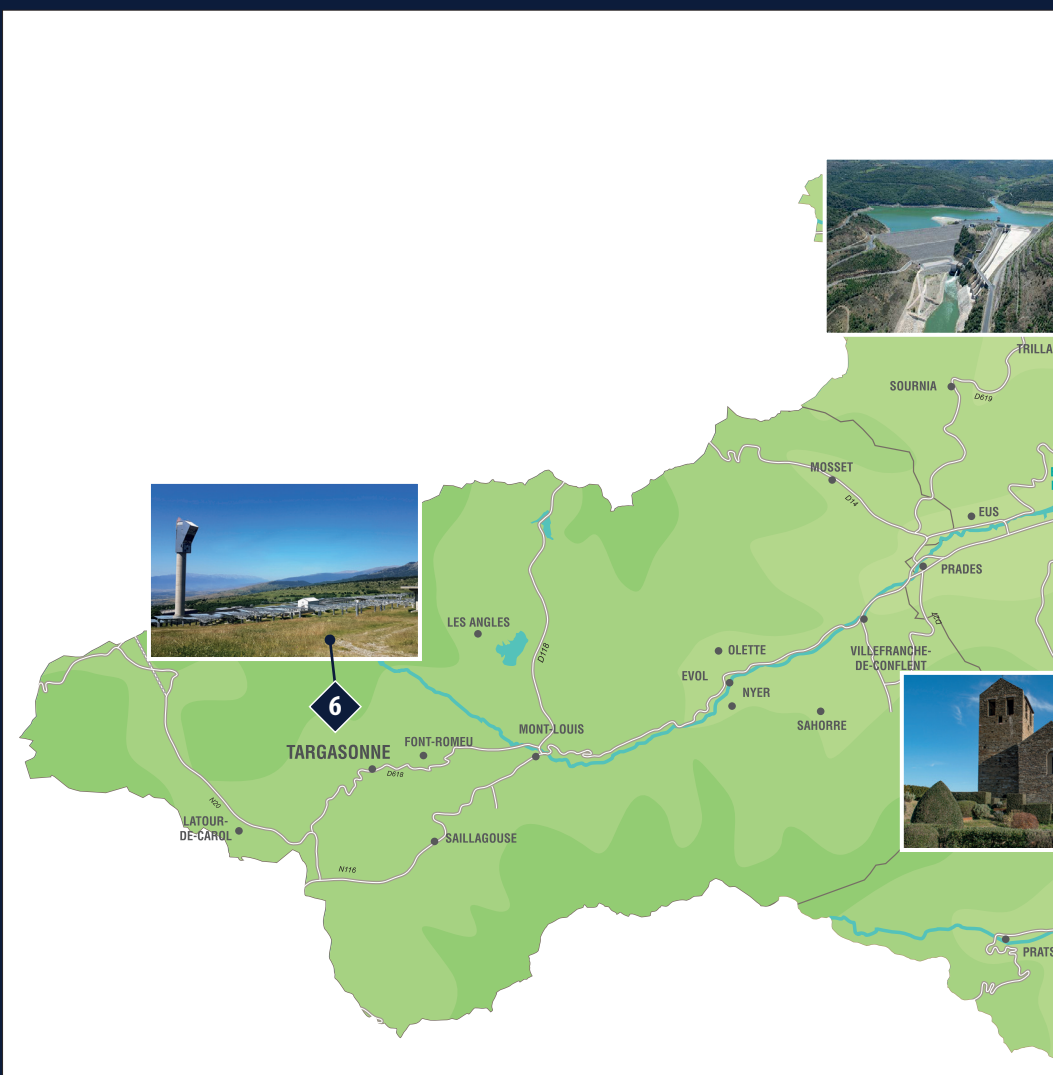 TRILLA
SOURNIA
D619
MOSSET
D14
EUS
PRADES
LES ANGLES
D118
OLETTE
VILLEFRANCHE-
DE-CONFLENT
EVOL
NYER
SAHORRE
6
MONT-LOUIS
FONT-ROMEU
TARGASONNE
D618
N20
LATOUR-
DE-CAROL
SAILLAGOUSE
N116
PRATS